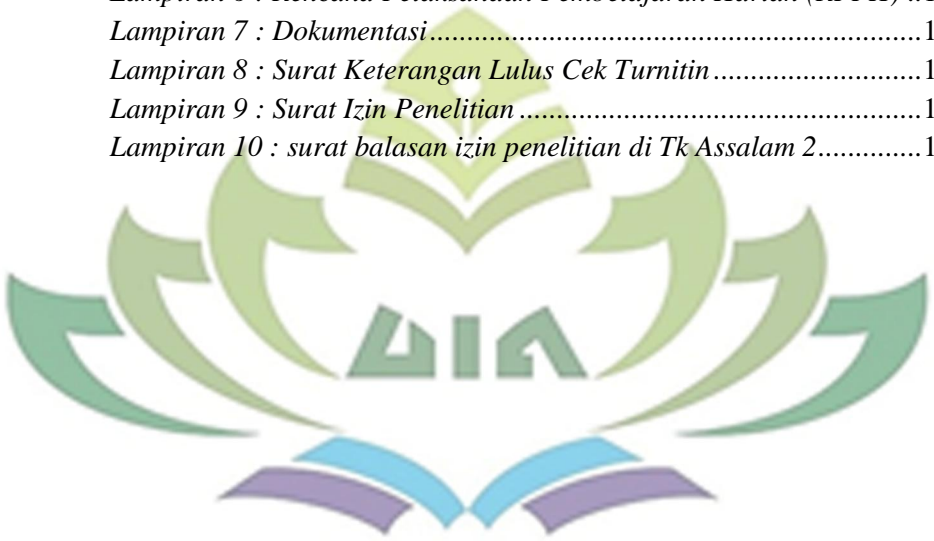 Lampiran 7 : Dokumentasi..........................................................................1
Lampiran 8 : Surat Keterangan Lulus Cek Turnitin...............................1
Lampiran 9 : Surat Izin Penelitian............................................................1
Lampiran 10 : surat balasan izin penelitian di Tk Assalam 2..............1
UIN